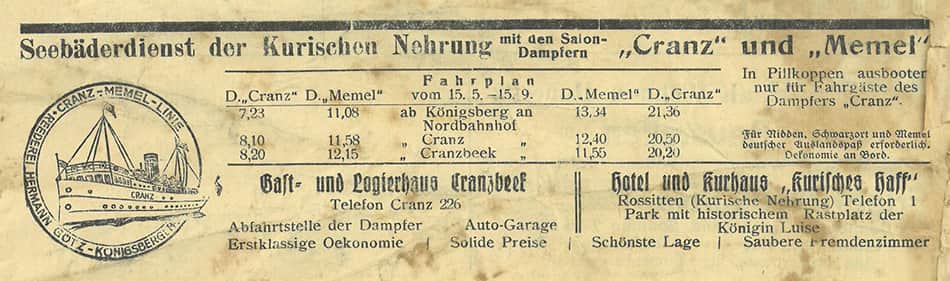 Seebäderdienst der Kurischen Nehrung mit den Salon-Dampfern „Cranz“ und „Memel“
CRANZ-MEMEL-LINIE
REEDEREI HERMANN GÖTZ-KÖNIGSBERG
CRANZ
Fahrplan
D. „Cranz“ D. „Memel“ vom 15. 5. –15. 9. D. „Memel“ D. „Cranz“
7,23 11,08 ab Königsberg an 13,34 21,36
Nordbahnhof
8,10 11,58 „ Cranz „ 12,40 20,50
8,20 12,15 „ Cranzbeek „ 11,55 20,20
In Pillkoppen ausbooten
nur für Fahrgäste des
Dampfers „Cranz“.
Für Nidden, Schwarzort und Memel
deutscher Auslandspaß erforderlich.
Oekonomie an Bord.
Gast- und Logierhaus Cranzbeek
Telefon Cranz 226
Abfahrtstelle der Dampfer Auto-Garage
Erstklassige Oekonomie | Solide Preise |
Hotel und Kurhaus „Kurisches Haff“
Rossitten (Kurische Nehrung) Telefon 1
Park mit historischem Rastplatz der
Königin Luise
Schönste Lage | Saubere Fremdenzimmer